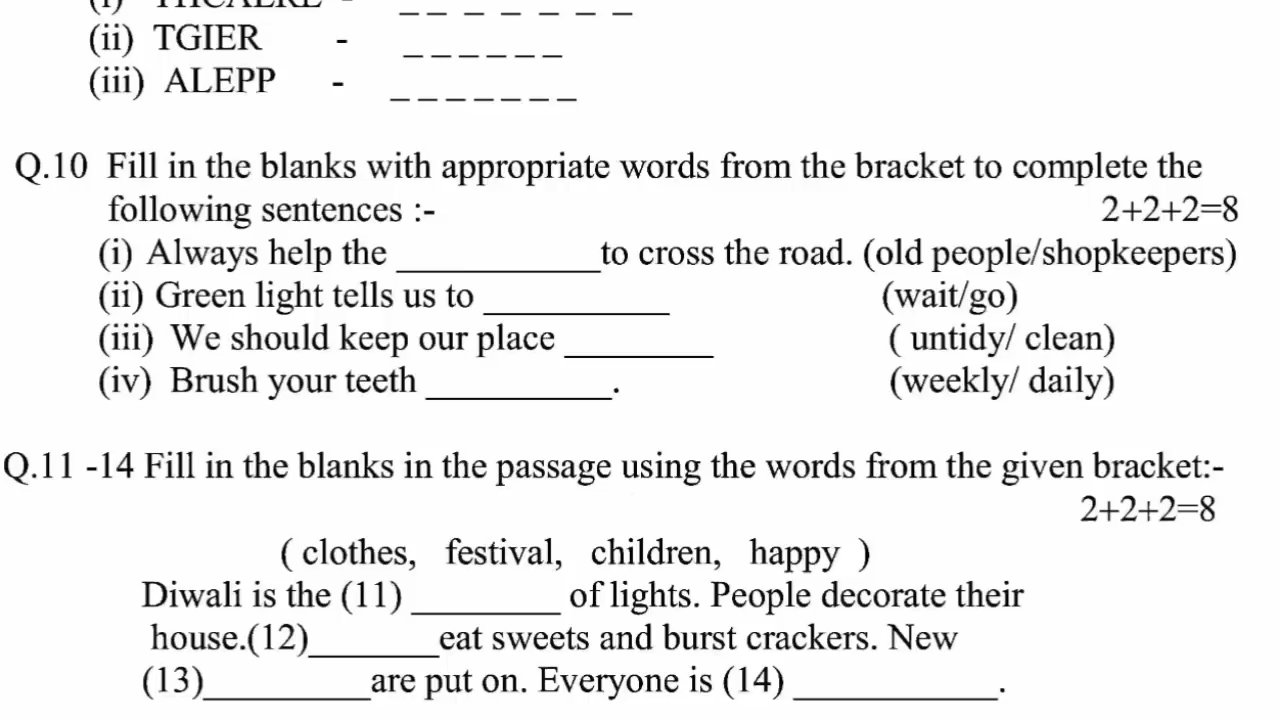 (i)
(ii) TGIER - _ _ _ _ _ _
(iii) ALEPP - _ _ _ _ _ _ _
Q.10 Fill in the blanks with appropriate words from the bracket to complete the
following sentences :-
2+2+2=8
(i) Always help the ___________to cross the road. (old people/shopkeepers)
(ii) Green light tells us to __________ (wait/go)
(iii) We should keep our place ________ ( untidy/ clean)
(iv) Brush your teeth __________. (weekly/ daily)
Q.11 -14 Fill in the blanks in the passage using the words from the given bracket:-
2+2+2=8
( clothes, festival, children, happy )
Diwali is the (11) ________ of lights. People decorate their
house.(12)_______eat sweets and burst crackers. New
(13)_________are put on. Everyone is (14) ___________.